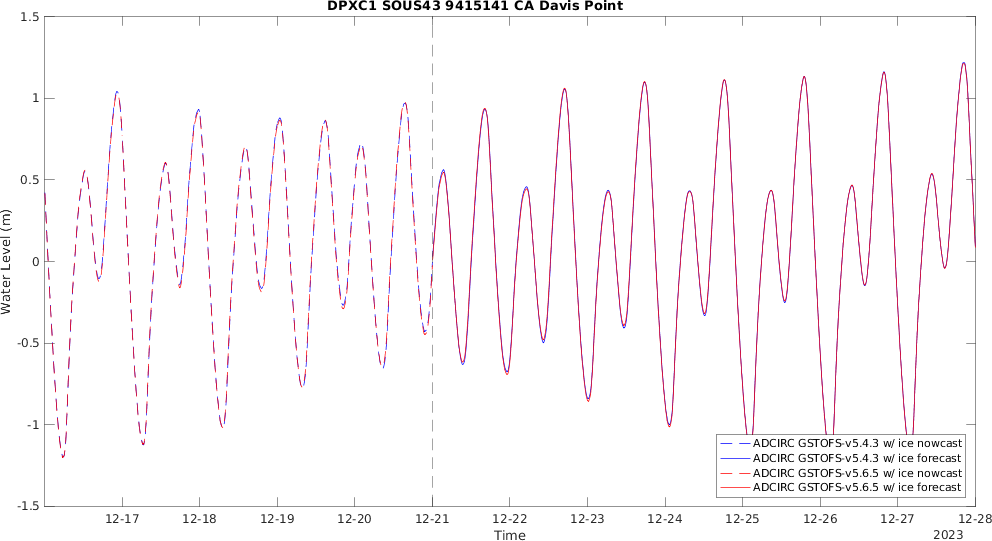 DPXC1 SOUS43 9415141 CA Davis Point
1.5
1
0.5
0
-0.5
-1
-1.5
Water Level (m)
12-17 12-18 12-19 12-20 12-21 12-22 12-23 12-24 12-25 12-26 12-27 12-28
Time
2023
ADCIRC GSTOFS-v5.4.3 w/ ice nowcast
ADCIRC GSTOFS-v5.4.3 w/ ice forecast
ADCIRC GSTOFS-v5.6.5 w/ ice nowcast
ADCIRC GSTOFS-v5.6.5 w/ ice forecast